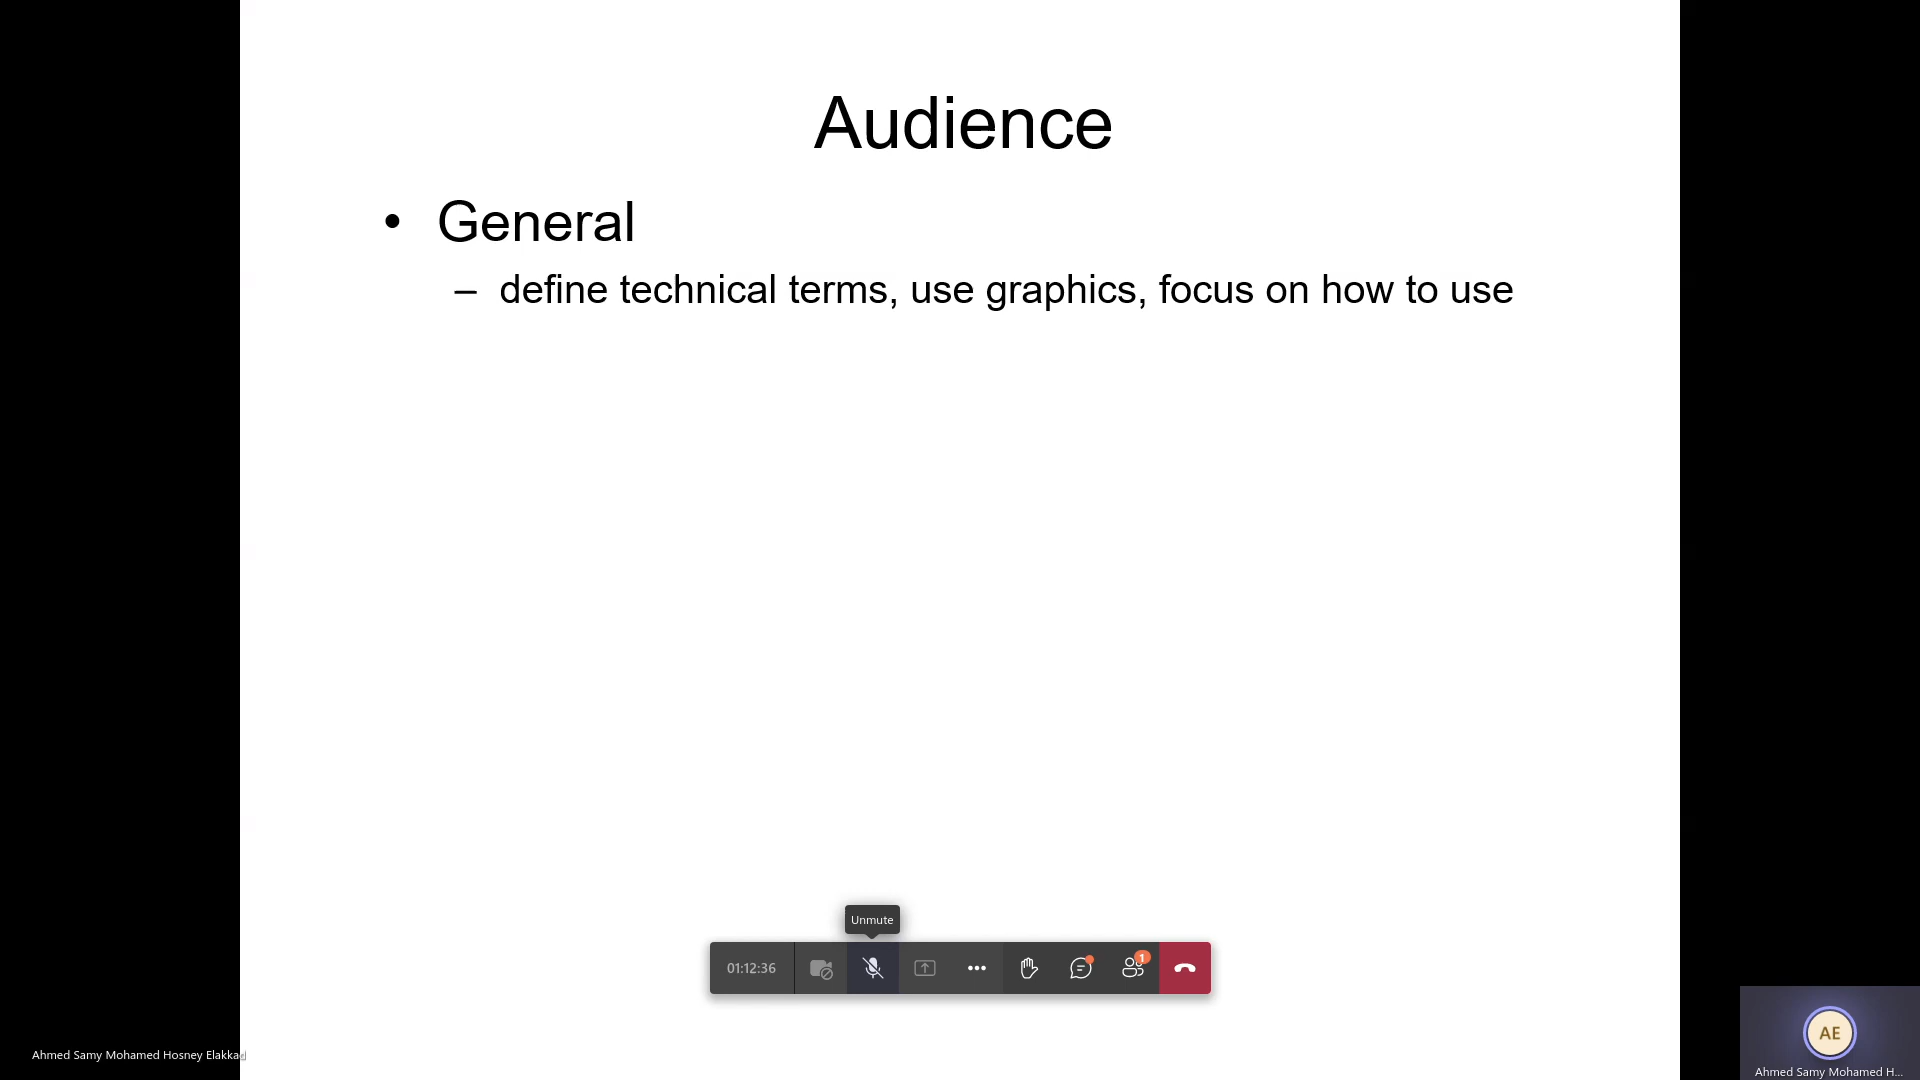 Audience
• General
– define technical terms, use graphics, focus on how to use
Unmute
01:12:36
1
Ahmed Samy Mohamed Hosney Elakkad
AE
Ahmed Samy Mohamed H...